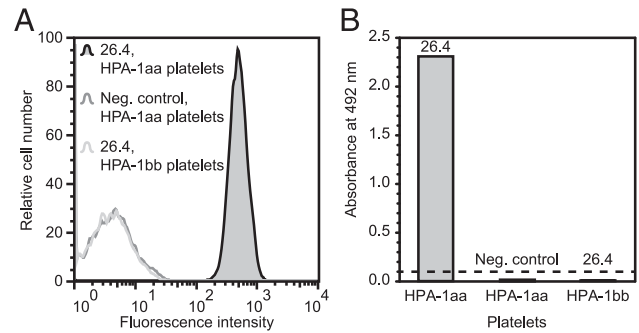 A
100
80
60
40
20
0
Relative cell number
26.4,
HPA-1aa platelets
Neg. control,
HPA-1aa platelets
26.4,
HPA-1bb platelets
10^0 10^1 10^2 10^3 10^4
Fluorescence intensity
B
2.5
2.0
1.5
1.0
0.5
0.0
Absorbance at 492 nm
26.4
Neg. control 26.4
HPA-1aa HPA-1aa HPA-1bb
Platelets